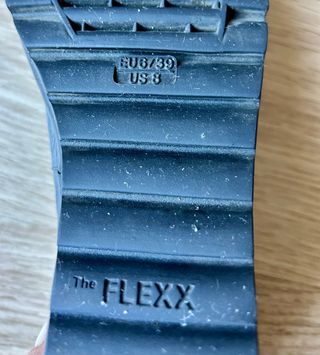 EU6/39
US 8
The FLEXX